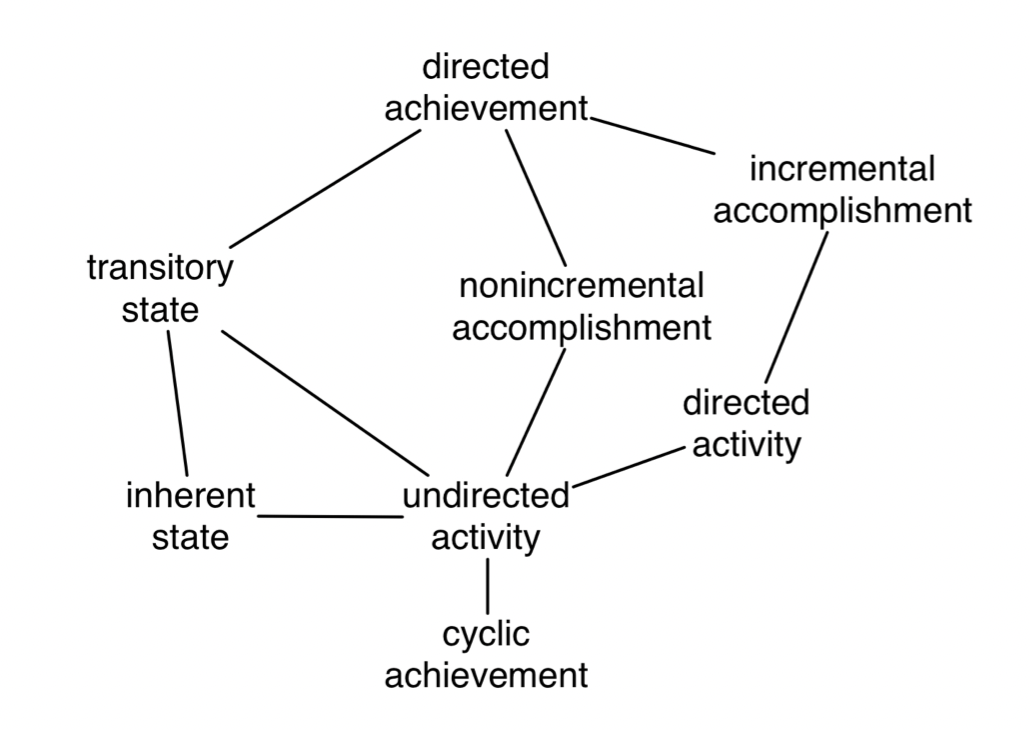 directed
achievement
incremental
accomplishment
transitory
state
nonincremental
accomplishment
directed
activity
inherent
state
undirected
activity
cyclic
achievement